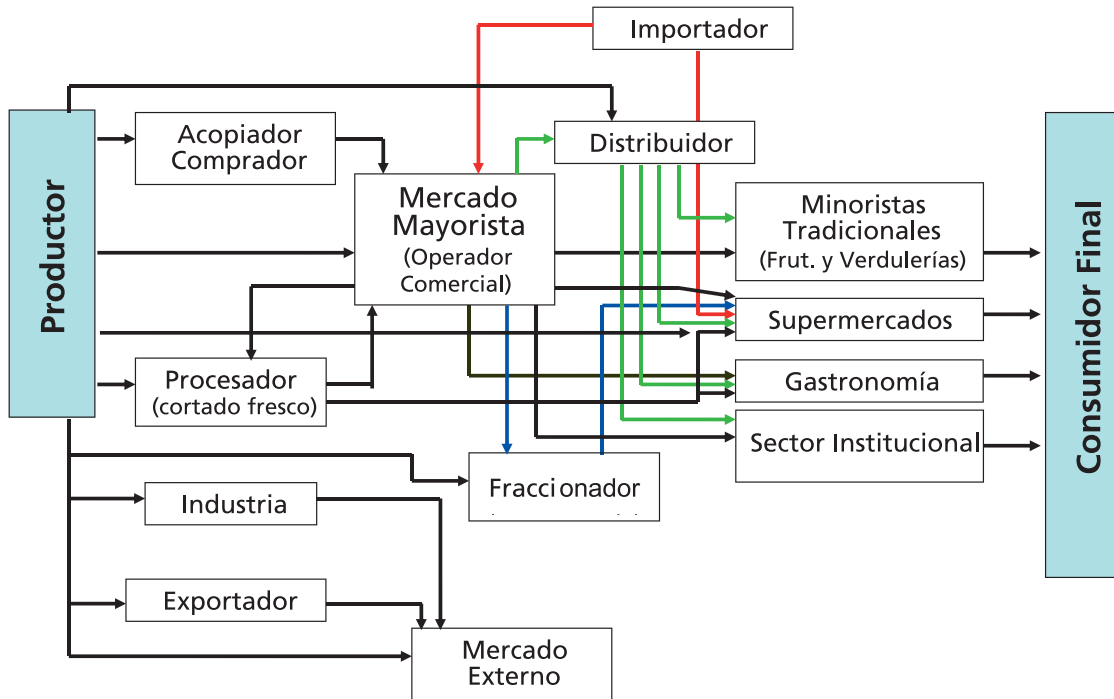 Importador
Productor
Acopiador
Comprador
Distribuidor
Mercado
Mayorista
(Operador
Comercial)
Minoristas
Tradicionales
(Frut. y Verdulerías)
Supermercados
Procesador
(cortado fresco)
Gastronomía
Sector Institucional
Fraccionador
Industria
Exportador
Mercado
Externo
Consumidor Final